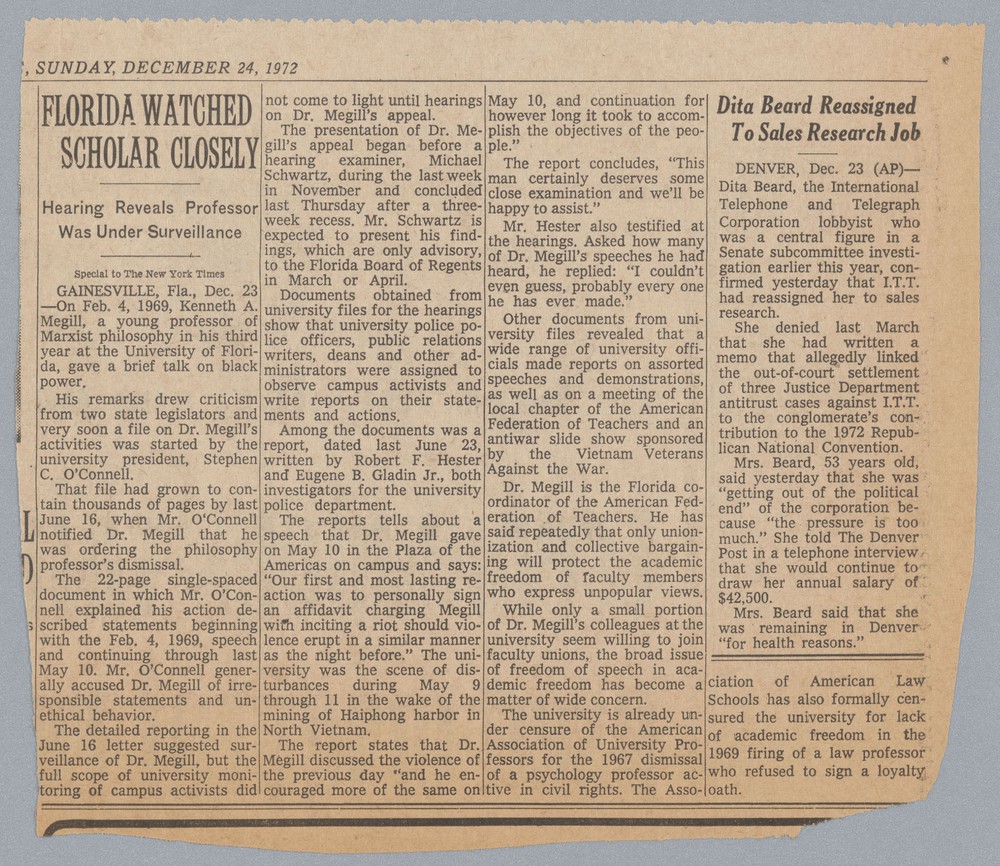 , SUNDAY, DECEMBER 24, 1972
FLORIDA WATCHED
SCHOLAR CLOSELY
Hearing Reveals Professor
Was Under Surveillance
Special to The New York Times
GAINESVILLE, Fla., Dec. 23
—On Feb. 4, 1969, Kenneth A.
Megill, a young professor of
Marxist philosophy in his third
year at the University of Flori-
da, gave a brief talk on black
power.
His remarks drew criticism
from two state legislators and
very soon a file on Dr. Megill's
activities was started by the
university president, Stephen
C. O'Connell.
That file had grown to con-
tain thousands of pages by last
June 16, when Mr. O'Connell
notified Dr. Megill that he
was ordering the philosophy
professor's dismissal.
The 22-page single-spaced
document in which Mr. O'Con-
nell explained his action de-
scribed statements beginning
with the Feb. 4, 1969, speech
and continuing through last
May 10. Mr. O'Connell gener-
ally accused Dr. Megill of irre-
sponsible statements and un-
ethical behavior.
The detailed reporting in the
June 16 letter suggested sur-
veillance of Dr. Megill, but the
full scope of university moni-
toring of campus activists did
not come to light until hearings
on Dr. Megill's appeal.
The presentation of Dr. Me-
gill's appeal began before a
hearing examiner, Michael
Schwartz, during the last week
in November and concluded
last Thursday after a three-
week recess. Mr. Schwartz is
expected to present his find-
ings, which are only advisory,
to the Florida Board of Regents
in March or April.
Documents obtained from
university files for the hearings
show that university police po-
lice officers, public relations
writers, deans and other ad-
ministrators were assigned to
observe campus activists and
write reports on their state-
ments and actions.
Among the documents was a
report, dated last June 23,
written by Robert F. Hester
and Eugene B. Gladin Jr., both
investigators for the university
police department.
The reports tells about a
speech that Dr. Megill gave
on May 10 in the Plaza of the
Americas on campus and says:
"Our first and most lasting re-
action was to personally sign
an affidavit charging Megill
with inciting a riot should vio-
lence erupt in a similar manner
as the night before." The uni-
versity was the scene of dis-
turbances during May 9
through 11 in the wake of the
mining of Haiphong harbor in
North Vietnam.
The report states that Dr.
Megill discussed the violence of
the previous day "and he en-
couraged more of the same on
May 10, and continuation for
however long it took to accom-
plish the objectives of the peo-
ple."
The report concludes, "This
man certainly deserves some
close examination and we'll be
happy to assist."
Mr. Hester also testified at
the hearings. Asked how many
of Dr. Megill's speeches he had
heard, he replied: "I couldn't
even guess, probably every one
he has ever made."
Other documents from uni-
versity files revealed that a
wide range of university offi-
cials made reports on assorted
speeches and demonstrations,
as well as on a meeting of the
local chapter of the American
Federation of Teachers and an
antiwar slide show sponsored
by the Vietnam Veterans
Against the War.
Dr. Megill is the Florida co-
ordinator of the American Fed-
eration of Teachers. He has
said repeatedly that only union-
ization and collective bargain-
ing will protect the academic
freedom of faculty members
who express unpopular views.
While only a small portion
of Dr. Megill's colleagues at the
university seem willing to join
faculty unions, the broad issue
of freedom of speech in aca-
demic freedom has become a
matter of wide concern.
The university is already un-
der censure of the American
Association of University Pro-
fessors for the 1967 dismissal
of a psychology professor ac-
tive in civil rights. The Asso-
ciation of American Law
Schools has also formally cen-
sured the university for lack
of academic freedom in the
1969 firing of a law professor
who refused to sign a loyalty
oath.
Dita Beard Reassigned
To Sales Research Job
DENVER, Dec. 23 (AP)—
Dita Beard, the International
Telephone and Telegraph
Corporation lobbyist who
was a central figure in a
Senate subcommittee investi-
gation earlier this year, con-
firmed yesterday that I.T.T.
had reassigned her to sales
research.
She denied last March
that she had written a
memo that allegedly linked
the out-of-court settlement
of three Justice Department
antitrust cases against I.T.T.
to the conglomerate's con-
tribution to the 1972 Repub-
lican National Convention.
Mrs. Beard, 53 years old,
said yesterday that she was
"getting out of the political
end" of the corporation be-
cause "the pressure is too
much." She told The Denver
Post in a telephone interview
that she would continue to
draw her annual salary of
$42,500.
Mrs. Beard said that she
was remaining in Denver
"for health reasons."